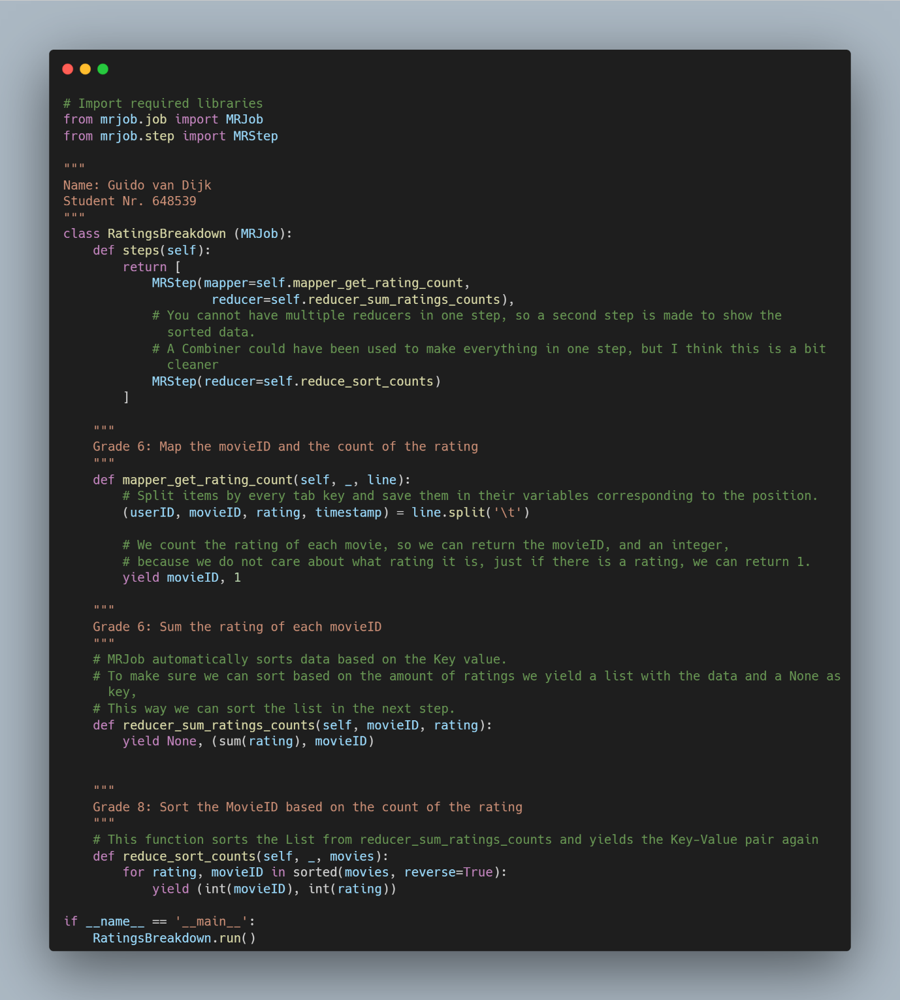 # Import required libraries
from mrjob.job import MRJob
from mrjob.step import MRStep
"""
Name: Guido van Dijk
Student Nr. 648539
"""
class RatingsBreakdown (MRJob):
    def steps(self):
        return [
            MRStep(mapper=self.mapper_get_rating_count,
                    reducer=self.reducer_sum_ratings_counts),
            # You cannot have multiple reducers in one step, so a second step is made to show the
              sorted data.
            # A Combiner could have been used to make everything in one step, but I think this is a bit
              cleaner
            MRStep(reducer=self.reduce_sort_counts)
        ]
    """
    Grade 6: Map the movieID and the count of the rating
    """
    def mapper_get_rating_count(self, _, line):
        # Split items by every tab key and save them in their variables corresponding to the position.
        (userID, movieID, rating, timestamp) = line.split('\t')
        # We count the rating of each movie, so we can return the movieID, and an integer,
        # because we do not care about what rating it is, just if there is a rating, we can return 1.
        yield movieID, 1
    """
    Grade 6: Sum the rating of each movieID
    """
    # MRJob automatically sorts data based on the Key value.
    # To make sure we can sort based on the amount of ratings we yield a list with the data and a None as
      key,
    # This way we can sort the list in the next step.
    def reducer_sum_ratings_counts(self, movieID, rating):
        yield None, (sum(rating), movieID)
    """
    Grade 8: Sort the MovieID based on the count of the rating
    """
    # This function sorts the List from reducer_sum_ratings_counts and yields the Key-Value pair again
    def reduce_sort_counts(self, _, movies):
        for rating, movieID in sorted(movies, reverse=True):
            yield (int(movieID), int(rating))
if __name__ == '__main__':
    RatingsBreakdown.run()